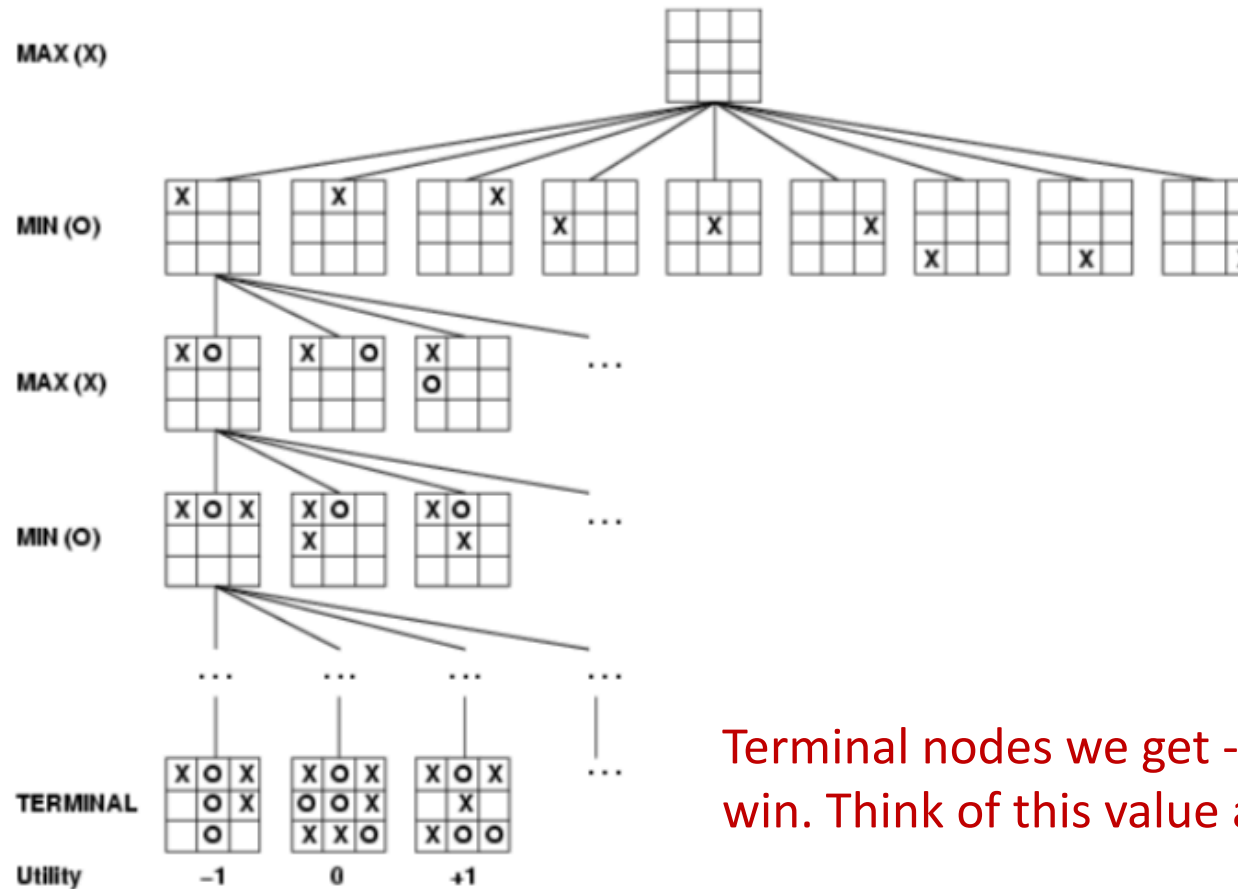 MAX (X)
MIN (O)
X X X X X X X X
MAX (X)
X O X O X
O
...
MIN (O)
X O X X O X O
X X
...
... ... ... ...
TERMINAL
X O X X O X X O X
O X O O X X
O X X O X O O
...
Utility -1 0 +1
Terminal nodes we get -
win. Think of this value